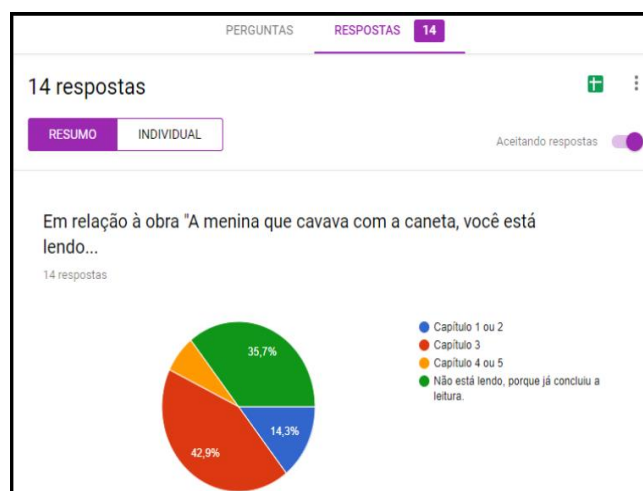 PERGUNTAS RESPOSTAS 14
14 respostas
RESUMO INDIVIDUAL
Aceitando respostas
Em relação à obra "A menina que cavava com a caneta, você está
lendo...
14 respostas
35,7%
14,3%
42,9%
Capítulo 1 ou 2
Capítulo 3
Capítulo 4 ou 5
Não está lendo, porque já concluiu a
leitura.